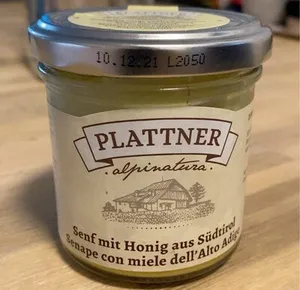 10.12.21 L2050
PLATTNER
alpinatura
Senf mit Honig aus Südtirol
Senape con miele dell'Alto Adige